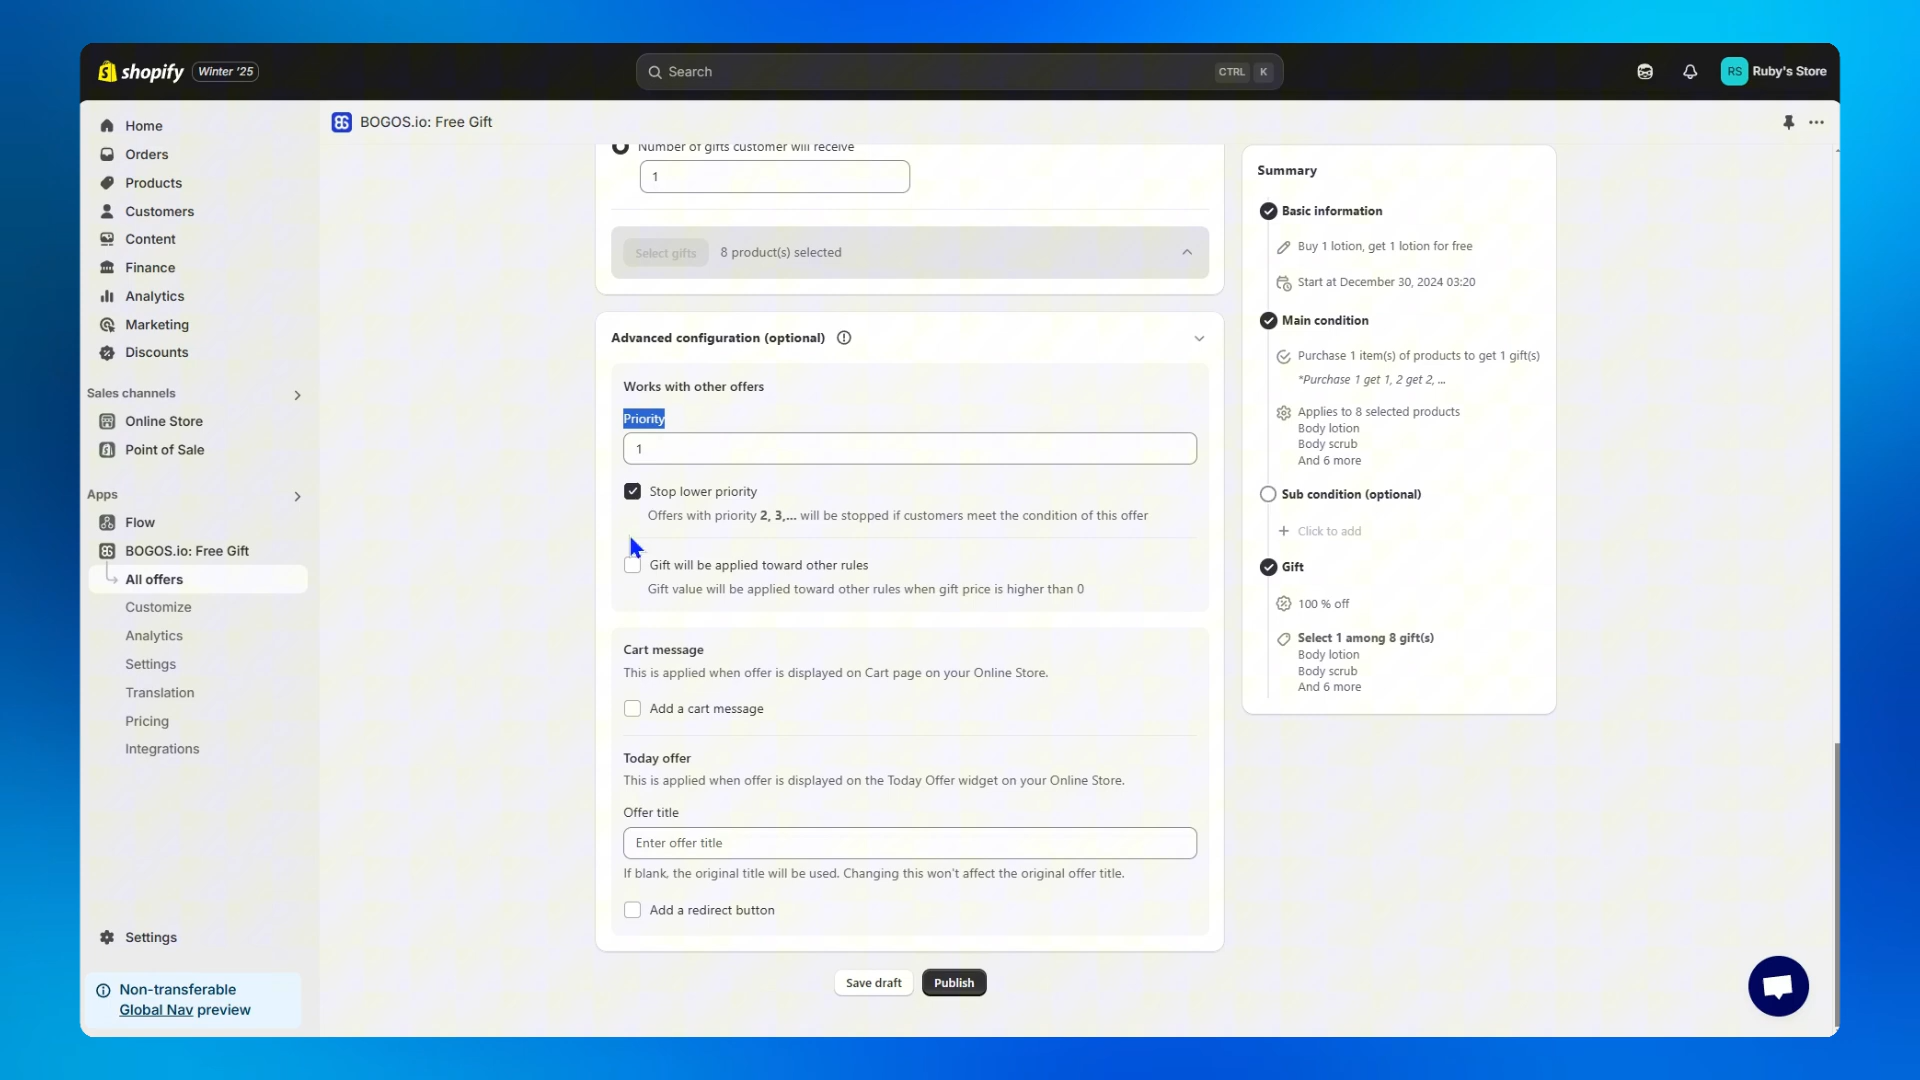 shopify Winter '25
Search CTRL K
RS Ruby's Store
Home
Orders
Products
Customers
Content
Finance
Analytics
Marketing
Discounts
Sales channels
Online Store
Point of Sale
Apps
Flow
BOGOS.io: Free Gift
All offers
Customize
Analytics
Settings
Translation
Pricing
Integrations
Settings
Non-transferable
Global Nav preview
BOGOS.io: Free Gift
Number of gifts customer will receive
1
Select gifts 8 product(s) selected
Advanced configuration (optional)
Works with other offers
Priority
1
Stop lower priority
Offers with priority 2, 3,... will be stopped if customers meet the condition of this offer
Gift will be applied toward other rules
Gift value will be applied toward other rules when gift price is higher than 0
Cart message
This is applied when offer is displayed on Cart page on your Online Store.
Add a cart message
Today offer
This is applied when offer is displayed on the Today Offer widget on your Online Store.
Offer title
Enter offer title
If blank, the original title will be used. Changing this won't affect the original offer title.
Add a redirect button
Save draft Publish
Summary
Basic information
Buy 1 lotion, get 1 lotion for free
Start at December 30, 2024 03:20
Main condition
Purchase 1 item(s) of products to get 1 gift(s)
*Purchase 1 get 1, 2 get 2, ...
Applies to 8 selected products
Body lotion
Body scrub
And 6 more
Sub condition (optional)
+ Click to add
Gift
100 % off
Select 1 among 8 gift(s)
Body lotion
Body scrub
And 6 more